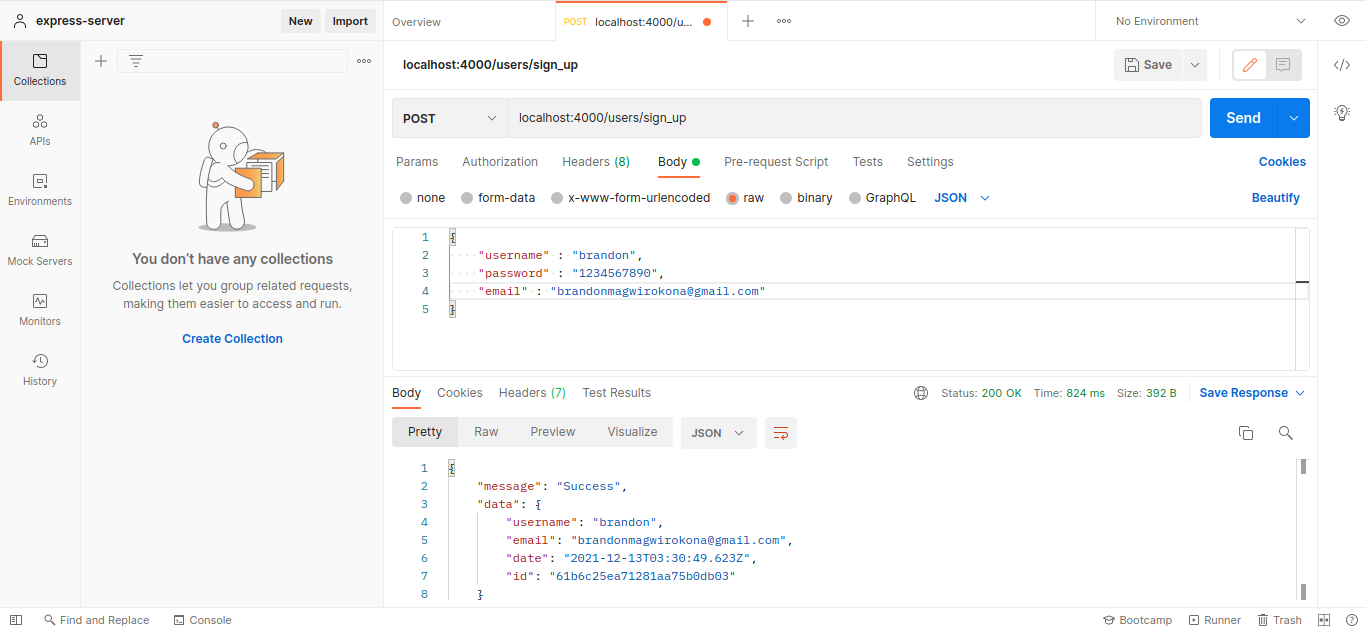 express-server
New
Import
Overview
POST localhost:4000/u...
No Environment
Collections
APIs
Environments
Mock Servers
Monitors
History
You don't have any collections
Collections let you group related requests,
making them easier to access and run.
Create Collection
localhost:4000/users/sign_up
Save
POST
localhost:4000/users/sign_up
Send
Params
Authorization
Headers (8)
Body
Pre-request Script
Tests
Settings
Cookies
none
form-data
x-www-form-urlencoded
raw
binary
GraphQL
JSON
Beautify
1 {
2 "username" : "brandon",
3 "password" : "1234567890",
4 "email" : "brandonmagwirokona@gmail.com"
5 }
Body
Cookies
Headers (7)
Test Results
Status: 200 OK
Time: 824 ms
Size: 392 B
Save Response
Pretty
Raw
Preview
Visualize
JSON
1 {
2 "message": "Success",
3 "data": {
4 "username": "brandon",
5 "email": "brandonmagwirokona@gmail.com",
6 "date": "2021-12-13T03:30:49.623Z",
7 "id": "61b6c25ea71281aa75b0db03"
8 }
Find and Replace
Console
Bootcamp
Runner
Trash